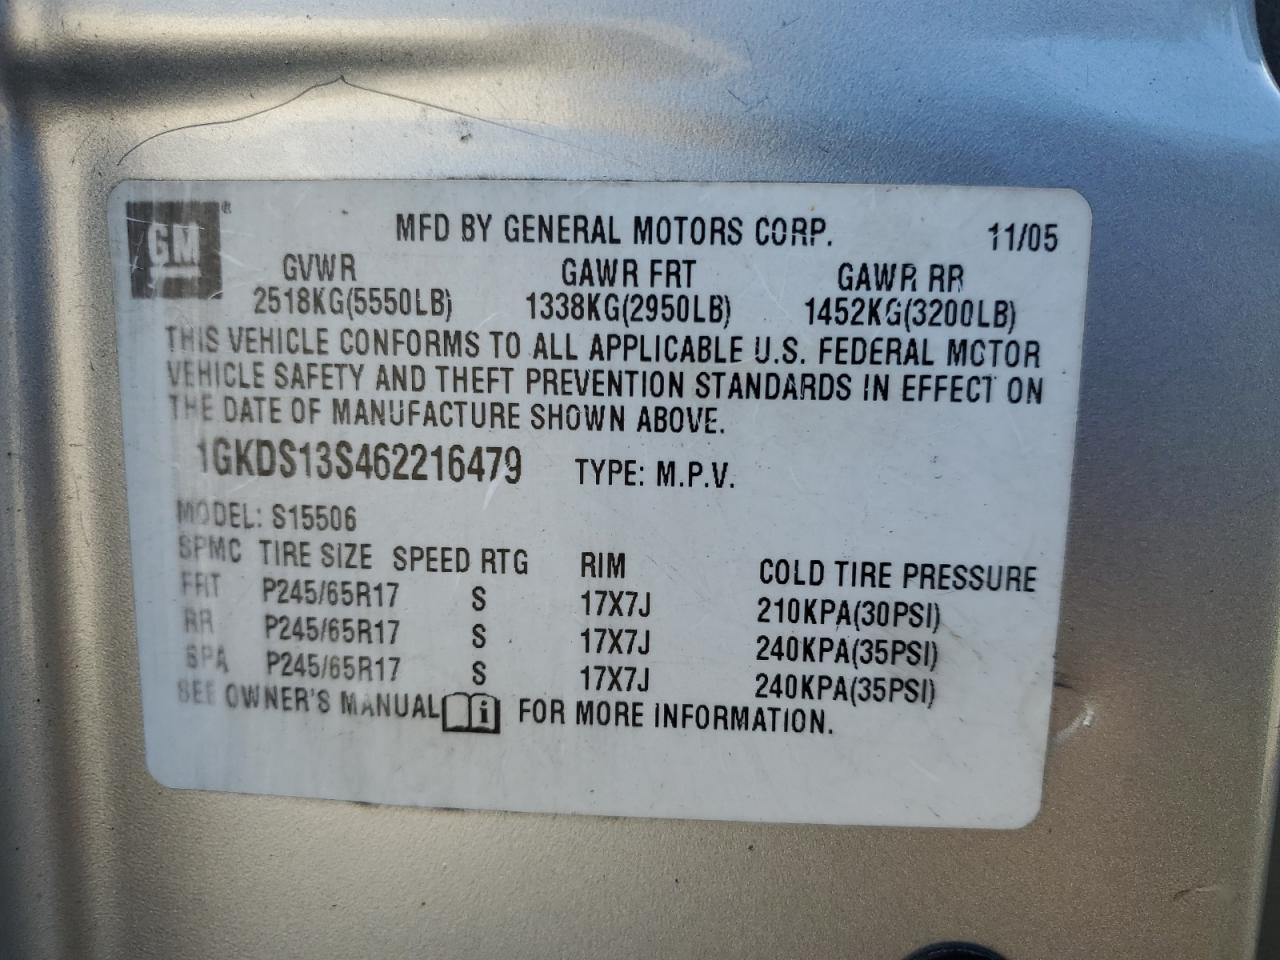 GM®
MFD BY GENERAL MOTORS CORP. 11/05
GVWR GAWR FRT GAWR RR
2518KG(5550LB) 1338KG(2950LB) 1452KG(3200LB)
THIS VEHICLE CONFORMS TO ALL APPLICABLE U.S. FEDERAL MOTOR
VEHICLE SAFETY AND THEFT PREVENTION STANDARDS IN EFFECT ON
THE DATE OF MANUFACTURE SHOWN ABOVE.
1GKDS13S462216479 TYPE: M.P.V.
MODEL: S15506
SPMC TIRE SIZE SPEED RTG RIM COLD TIRE PRESSURE
FRT P245/65R17 S 17X7J 210KPA(30PSI)
RR P245/65R17 S 17X7J 240KPA(35PSI)
SPA P245/65R17 S 17X7J 240KPA(35PSI)
SEE OWNER'S MANUAL i FOR MORE INFORMATION.